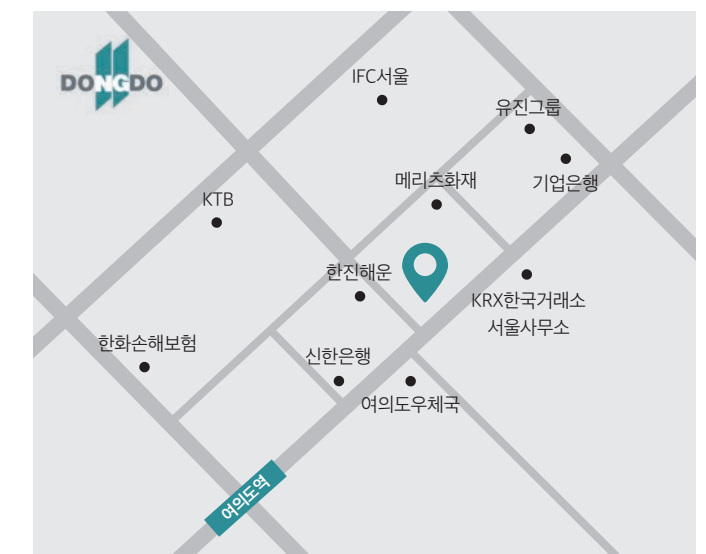 DONGDO
IFC서울
유진그룹
기업은행
메리츠화재
KTB
한진해운
KRX한국거래소
서울사무소
한화손해보험
신한은행
여의도우체국
여의도역